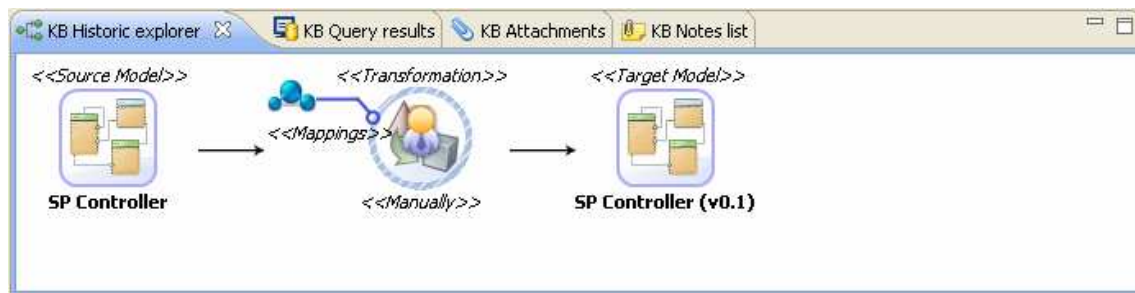 KB Historic explorer KB Query results KB Attachments KB Notes list
<<Source Model>> <<Transformation>> <<Target Model>>
<<Mappings>>
SP Controller <<Manually>> SP Controller (v0.1)